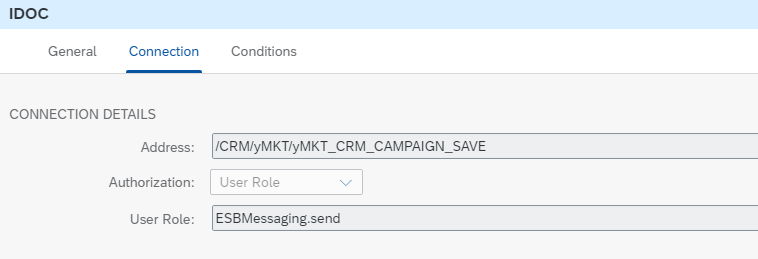 IDOC
General Connection Conditions
CONNECTION DETAILS
Address: /CRM/yMKT/yMKT_CRM_CAMPAIGN_SAVE
Authorization: User Role
User Role: ESBMessaging.send